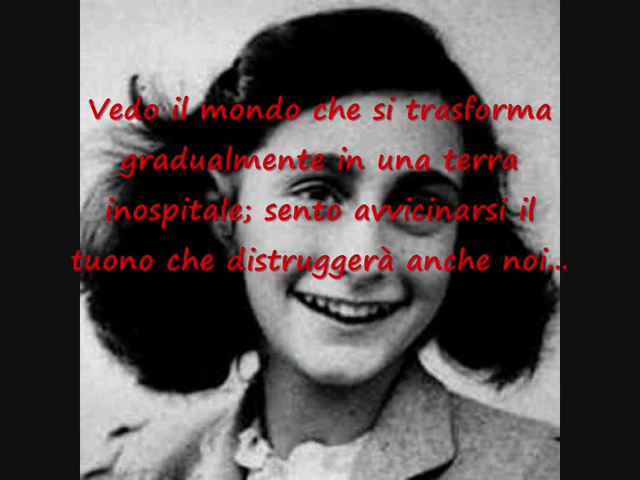 Vedo il mondo che si trasforma
gradualmente in una terra
inospitale; sento avvicinarsi il
tuono che distruggerà anche noi...